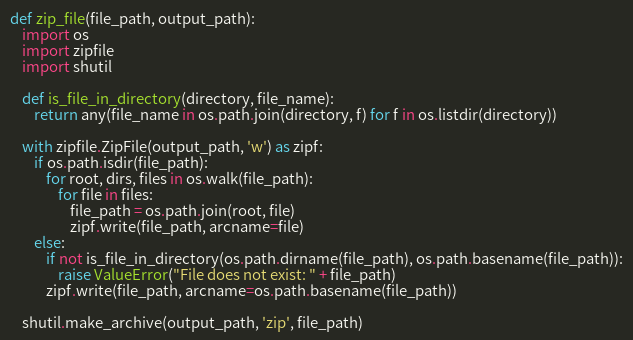 def zip_file(file_path, output_path):
    import os
    import zipfile
    import shutil

    def is_file_in_directory(directory, file_name):
        return any(file_name in os.path.join(directory, f) for f in os.listdir(directory))

    with zipfile.ZipFile(output_path, 'w') as zipf:
        if os.path.isdir(file_path):
            for root, dirs, files in os.walk(file_path):
                for file in files:
                    file_path = os.path.join(root, file)
                    zipf.write(file_path, arcname=file)
        else:
            if not is_file_in_directory(os.path.dirname(file_path), os.path.basename(file_path)):
                raise ValueError("File does not exist: " + file_path)
            zipf.write(file_path, arcname=os.path.basename(file_path))

    shutil.make_archive(output_path, 'zip', file_path)